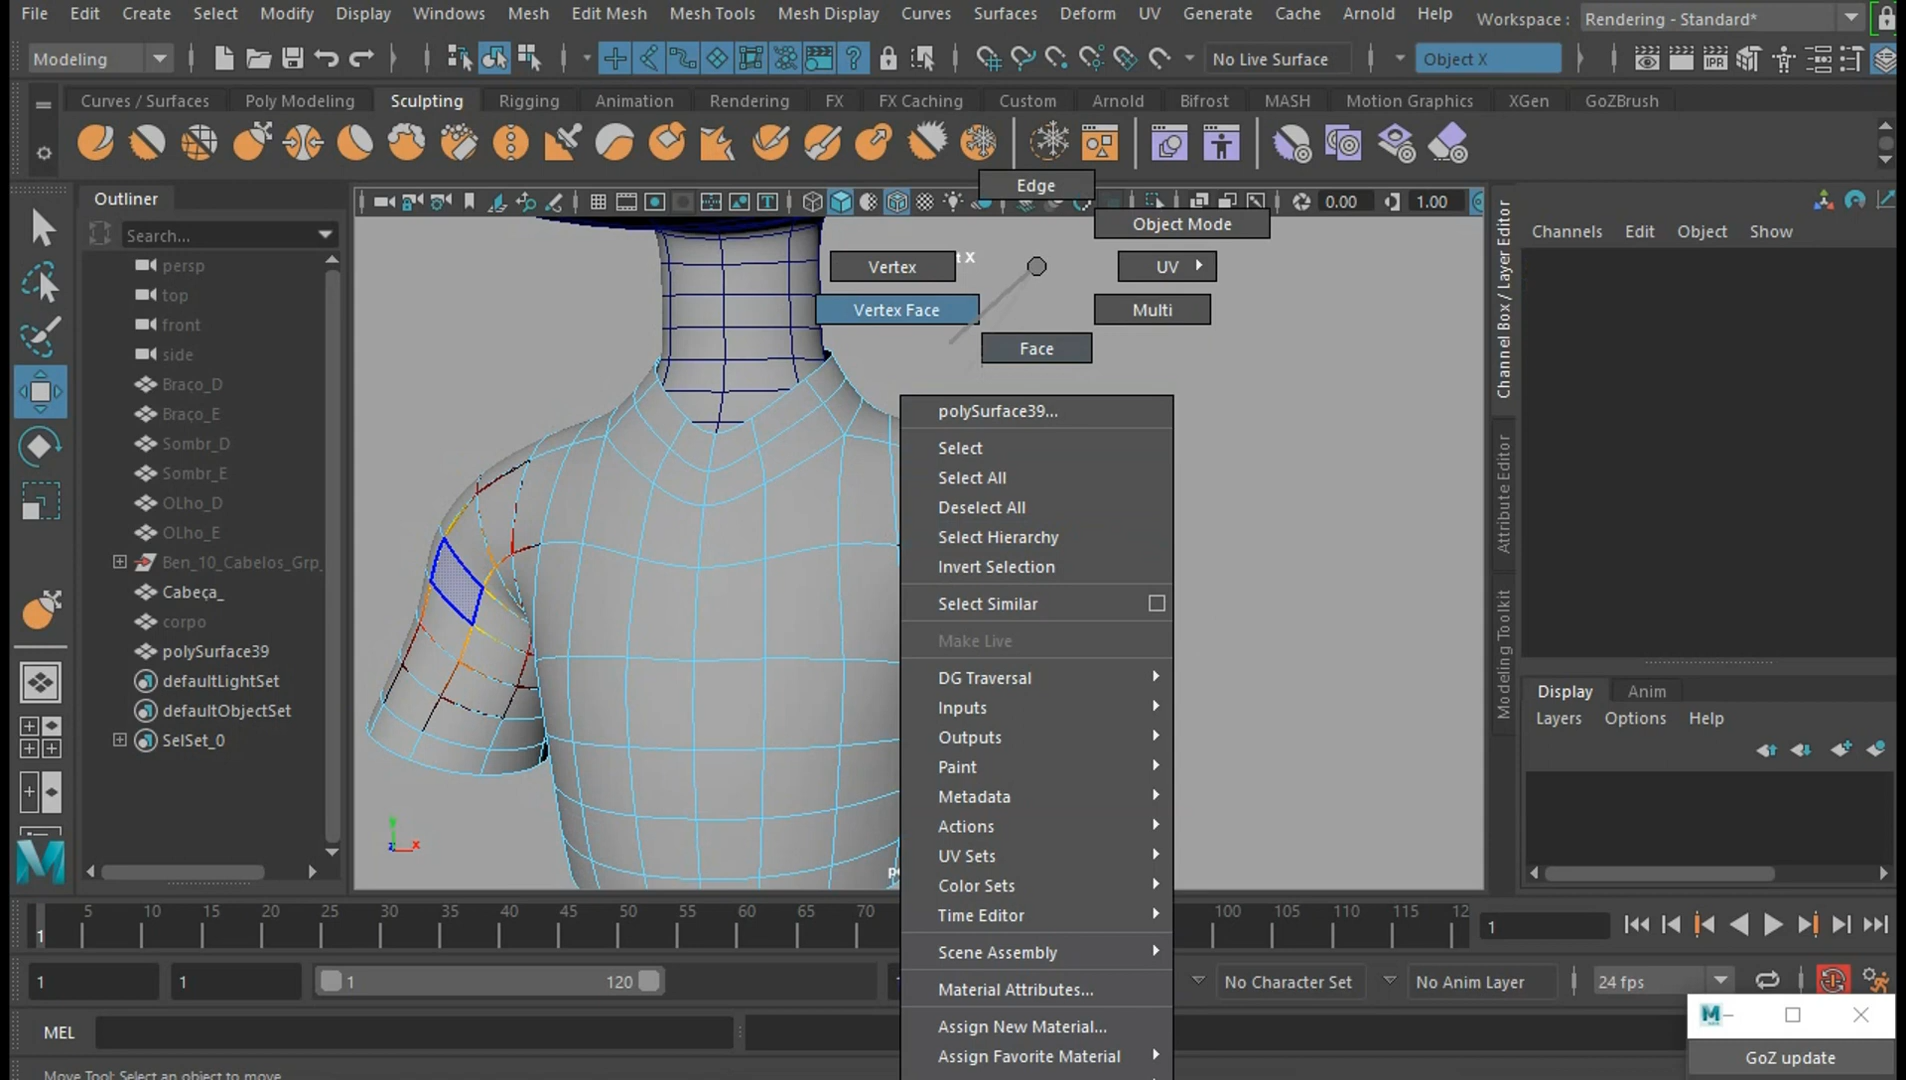 File Edit Create Select Modify Display Windows Mesh Edit Mesh Mesh Tools Mesh Display Curves Surfaces Deform UV Generate Cache Arnold Help Workspace : Rendering - Standard*
Modeling No Live Surface Object X
Curves / Surfaces Poly Modeling Sculpting Rigging Animation Rendering FX FX Caching Custom Arnold Bifrost MASH Motion Graphics XGen GoZBrush
IPR
Outliner
Search...
persp
top
front
side
Braço_D
Braço_E
Sombr_D
Sombr_E
OLho_D
OLho_E
Ben_10_Cabelos_Grp_
Cabeça_
corpo
polySurface39
defaultLightSet
defaultObjectSet
SelSet_0
0.00 1.00
Edge
Object Mode
Vertex
X
UV
Vertex Face
Multi
Face
polySurface39...
Select
Select All
Deselect All
Select Hierarchy
Invert Selection
Select Similar
Make Live
DG Traversal
Inputs
Outputs
Paint
Metadata
Actions
UV Sets
Color Sets
Time Editor
Scene Assembly
Material Attributes...
Assign New Material...
Assign Favorite Material
y
z
x
Channel Box / Layer Editor
Attribute Editor
Modeling Toolkit
Channels Edit Object Show
Display Anim
Layers Options Help
5 10 15 20 25 30 35 40 45 50 55 60 65 70 100 105 110 115 12
1
1
1 1 1 120 No Character Set No Anim Layer 24 fps
MEL
GoZ update
Move Tool: Select an object to move